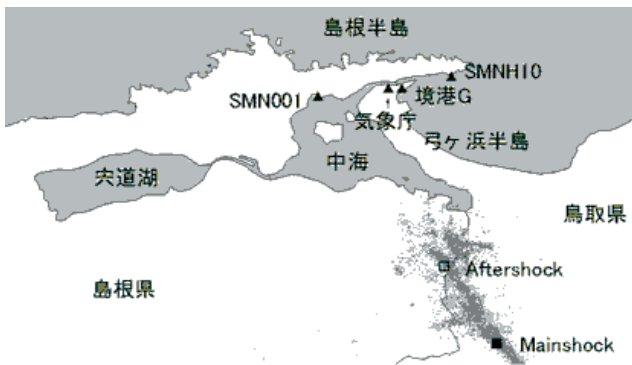 島根半島
SMNH10
SMN001
境港G
気象庁
弓ヶ浜半島
中海
宍道湖
鳥取県
Aftershock
島根県
Mainshock